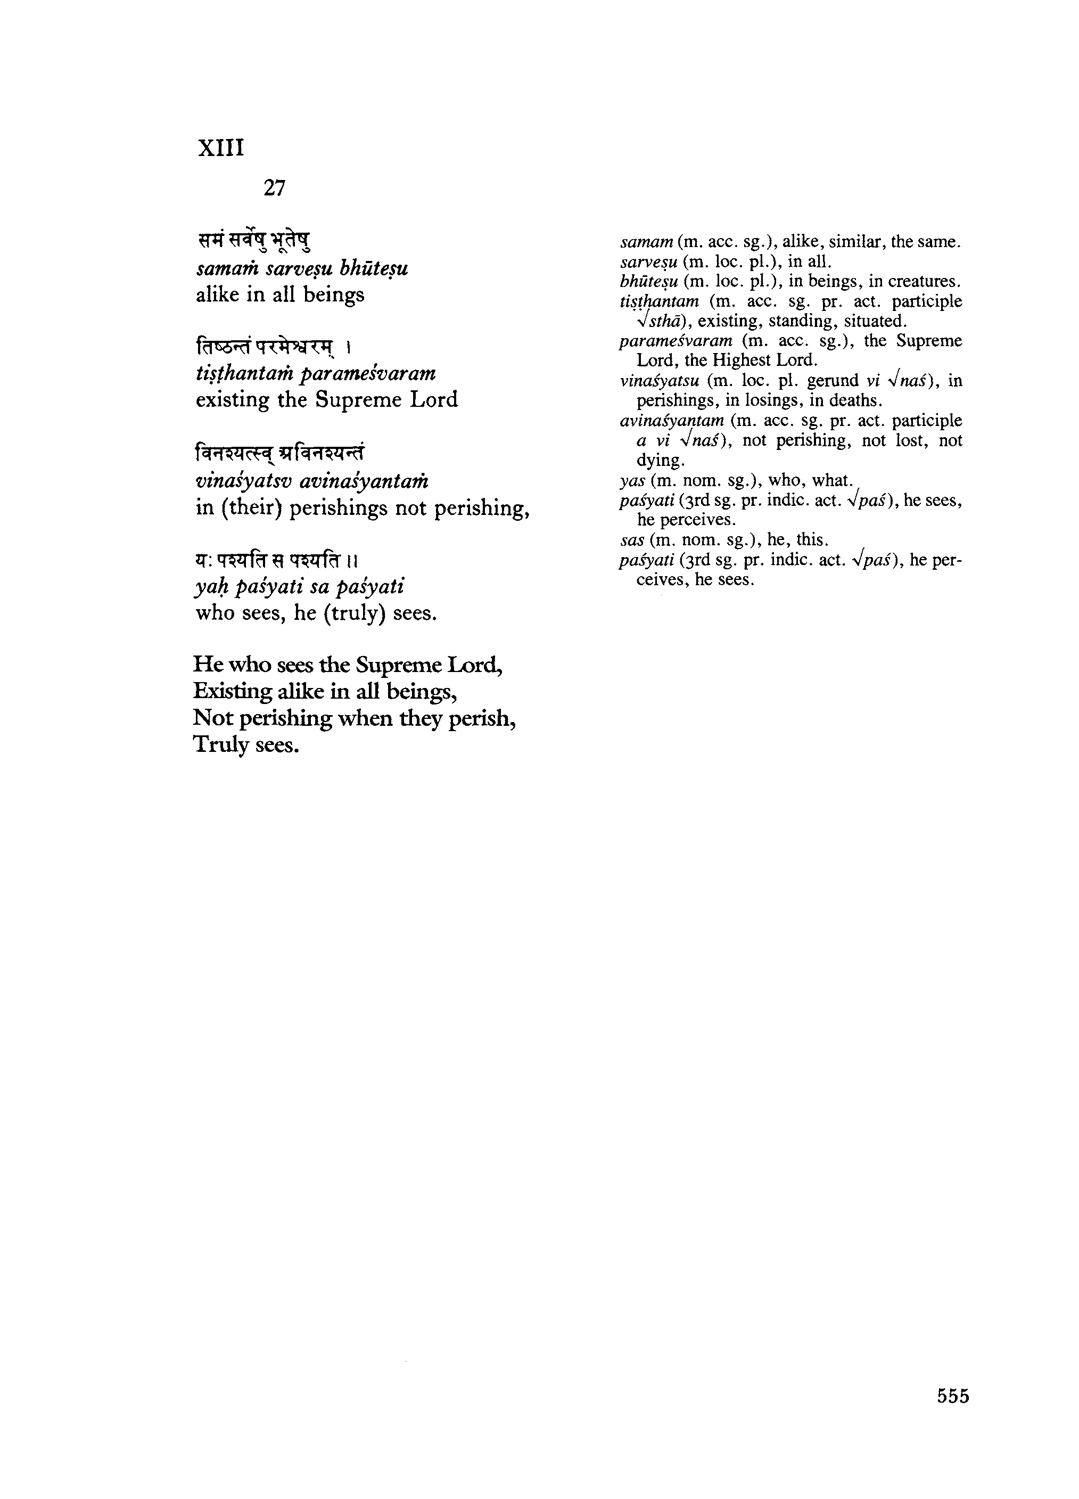 XIII
27
समं सर्वेषु भूतेषु
samaṁ sarveṣu bhūteṣu
alike in all beings
तिष्ठन्तं परमेश्वरम् ।
tiṣṭhantaṁ parameśvaram
existing the Supreme Lord
विनश्यत्स्व् अविनश्यन्तं
vinaśyatsv avinaśyantaṁ
in (their) perishings not perishing,
यः पश्यति स पश्यति ॥
yaḥ paśyati sa paśyati
who sees, he (truly) sees.
He who sees the Supreme Lord,
Existing alike in all beings,
Not perishing when they perish,
Truly sees.
samam (m. acc. sg.), alike, similar, the same.
sarveṣu (m. loc. pl.), in all.
bhūteṣu (m. loc. pl.), in beings, in creatures.
tiṣṭhantam (m. acc. sg. pr. act. participle
√sthā), existing, standing, situated.
parameśvaram (m. acc. sg.), the Supreme
Lord, the Highest Lord.
vinaśyatsu (m. loc. pl. gerund vi √naś), in
perishings, in losings, in deaths.
avinaśyantam (m. acc. sg. pr. act. participle
a vi √naś), not perishing, not lost, not
dying.
yas (m. nom. sg.), who, what.
paśyati (3rd sg. pr. indic. act. √paś), he sees,
he perceives.
sas (m. nom. sg.), he, this.
paśyati (3rd sg. pr. indic. act. √paś), he per-
ceives, he sees.
555